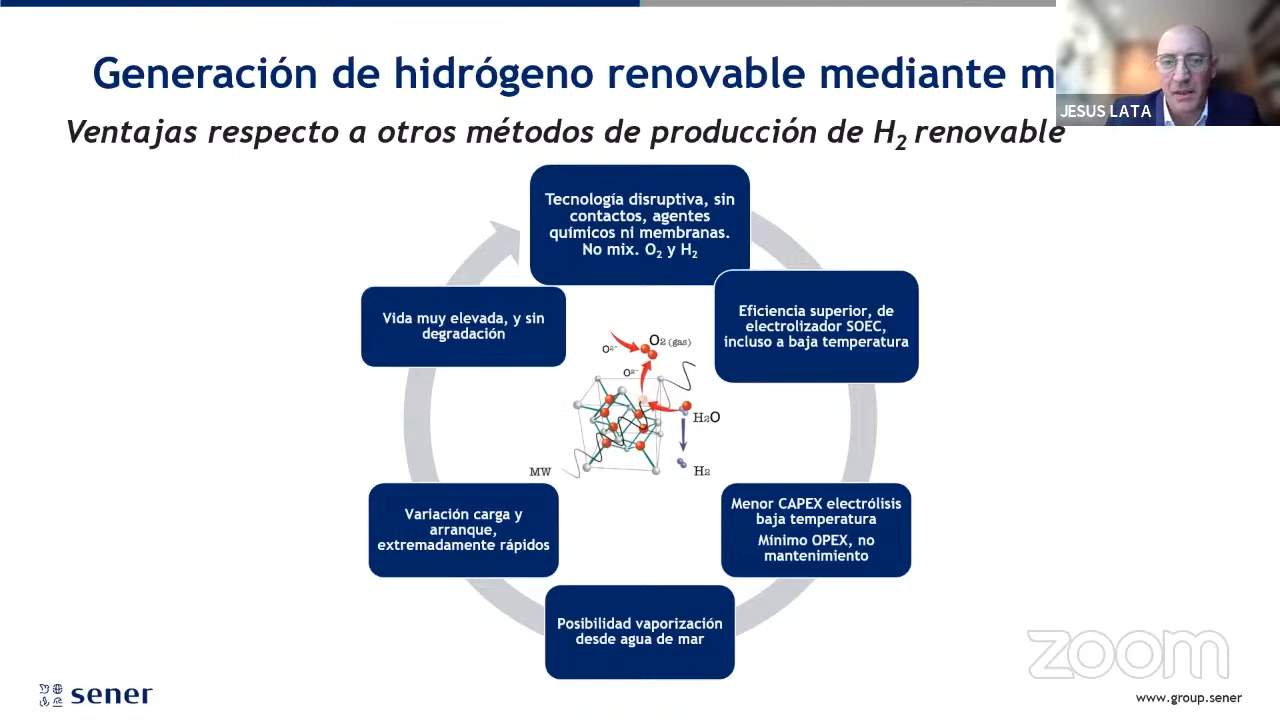 Generación de hidrógeno renovable mediante m
JESUS LATA
Ventajas respecto a otros métodos de producción de H₂ renovable
Tecnología disruptiva, sin
contactos, agentes
químicos ni membranas.
No mix. O₂ y H₂
Eficiencia superior, de
electrolizador SOEC,
incluso a baja temperatura
Menor CAPEX electrólisis
baja temperatura
Mínimo OPEX, no
mantenimiento
Posibilidad vaporización
desde agua de mar
Variación carga y
arranque,
extremadamente rápidos
Vida muy elevada, y sin
degradación
O₂ (gas)
O²⁻
O²⁻
H₂O
MW
H₂
zoom
sener
www.group.sener